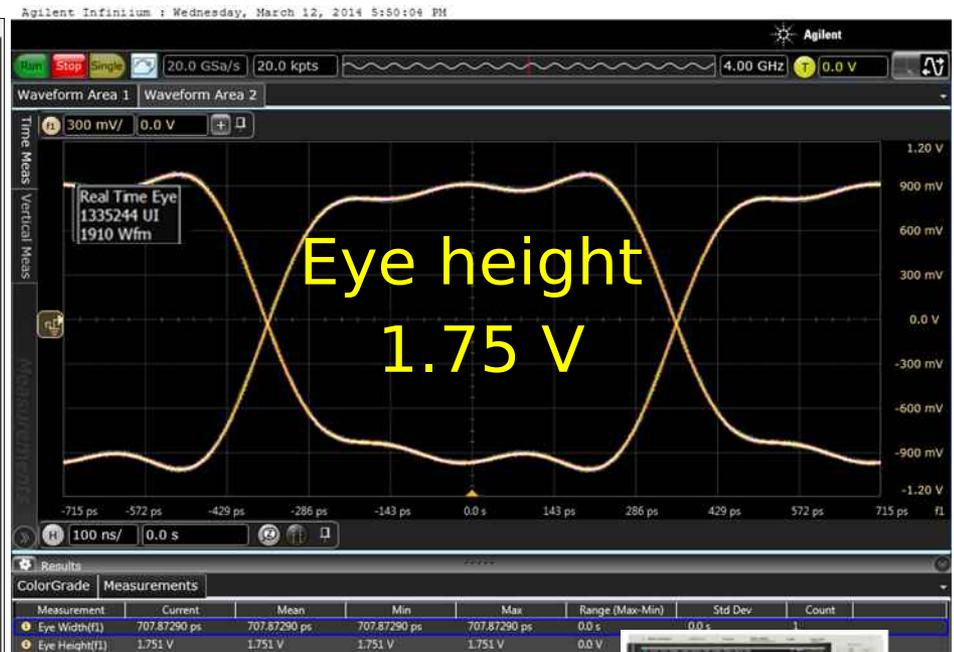 Agilent Infiniium : Wednesday, March 12, 2014 5:50:04 PM
Agilent
Run Stop Single 20.0 GSa/s 20.0 kpts 4.00 GHz T 0.0 V
Waveform Area 1 Waveform Area 2
f1 300 mV/ 0.0 V +
Time Meas
Vertical Meas
Measurements
Real Time Eye
1335244 UI
1910 Wfm
Eye height
1.75 V
1.20 V
900 mV
600 mV
300 mV
0.0 V
-300 mV
-600 mV
-900 mV
-1.20 V
-715 ps -572 ps -429 ps -286 ps -143 ps 0.0 s 143 ps 286 ps 429 ps 572 ps 715 ps f1
H 100 ns/ 0.0 s
Results
ColorGrade Measurements
Measurement Current Mean Min Max Range (Max-Min) Std Dev Count
Eye Width(f1) 707.87290 ps 707.87290 ps 707.87290 ps 707.87290 ps 0.0 s 0.0 s 1
Eye Height(f1) 1.751 V 1.751 V 1.751 V 1.751 V 0.0 V